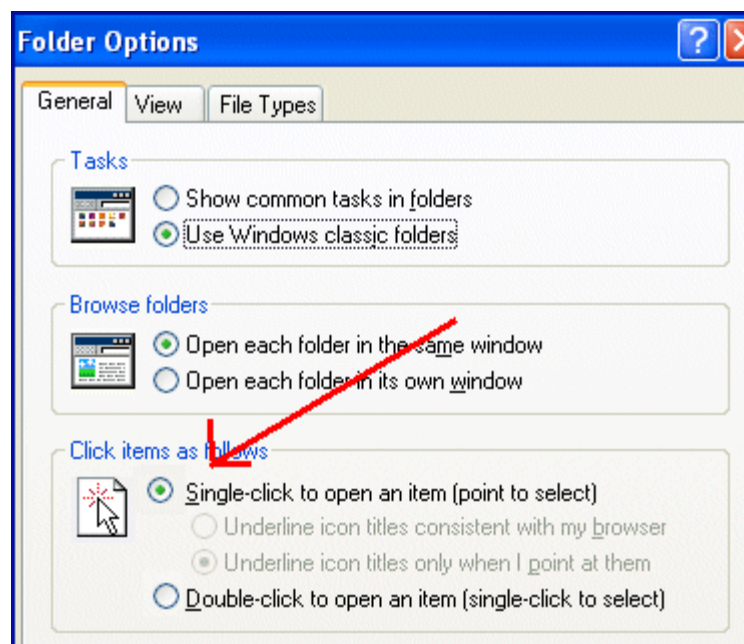 Folder Options
General View File Types
Tasks
Show common tasks in folders
Use Windows classic folders
Browse folders
Open each folder in the same window
Open each folder in its own window
Click items as follows
Single-click to open an item (point to select)
Underline icon titles consistent with my browser
Underline icon titles only when I point at them
Double-click to open an item (single-click to select)